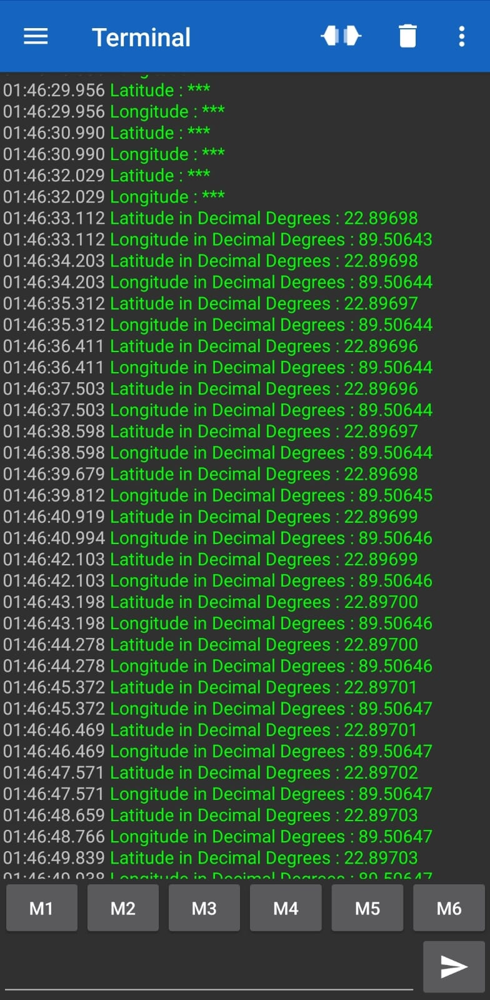 Terminal
01:46:29.956 Latitude : ***
01:46:29.956 Longitude : ***
01:46:30.990 Latitude : ***
01:46:30.990 Longitude : ***
01:46:32.029 Latitude : ***
01:46:32.029 Longitude : ***
01:46:33.112 Latitude in Decimal Degrees : 22.89698
01:46:33.112 Longitude in Decimal Degrees : 89.50643
01:46:34.203 Latitude in Decimal Degrees : 22.89698
01:46:34.203 Longitude in Decimal Degrees : 89.50644
01:46:35.312 Latitude in Decimal Degrees : 22.89697
01:46:35.312 Longitude in Decimal Degrees : 89.50644
01:46:36.411 Latitude in Decimal Degrees : 22.89696
01:46:36.411 Longitude in Decimal Degrees : 89.50644
01:46:37.503 Latitude in Decimal Degrees : 22.89696
01:46:37.503 Longitude in Decimal Degrees : 89.50644
01:46:38.598 Latitude in Decimal Degrees : 22.89697
01:46:38.598 Longitude in Decimal Degrees : 89.50644
01:46:39.679 Latitude in Decimal Degrees : 22.89698
01:46:39.812 Longitude in Decimal Degrees : 89.50645
01:46:40.919 Latitude in Decimal Degrees : 22.89699
01:46:40.994 Longitude in Decimal Degrees : 89.50646
01:46:42.103 Latitude in Decimal Degrees : 22.89699
01:46:42.103 Longitude in Decimal Degrees : 89.50646
01:46:43.198 Latitude in Decimal Degrees : 22.89700
01:46:43.198 Longitude in Decimal Degrees : 89.50646
01:46:44.278 Latitude in Decimal Degrees : 22.89700
01:46:44.278 Longitude in Decimal Degrees : 89.50646
01:46:45.372 Latitude in Decimal Degrees : 22.89701
01:46:45.372 Longitude in Decimal Degrees : 89.50647
01:46:46.469 Latitude in Decimal Degrees : 22.89701
01:46:46.469 Longitude in Decimal Degrees : 89.50647
01:46:47.571 Latitude in Decimal Degrees : 22.89702
01:46:47.571 Longitude in Decimal Degrees : 89.50647
01:46:48.659 Latitude in Decimal Degrees : 22.89703
01:46:48.766 Longitude in Decimal Degrees : 89.50647
01:46:49.839 Latitude in Decimal Degrees : 22.89703
Longitude in Decimal Degrees : 89.50647
M1 M2 M3 M4 M5 M6